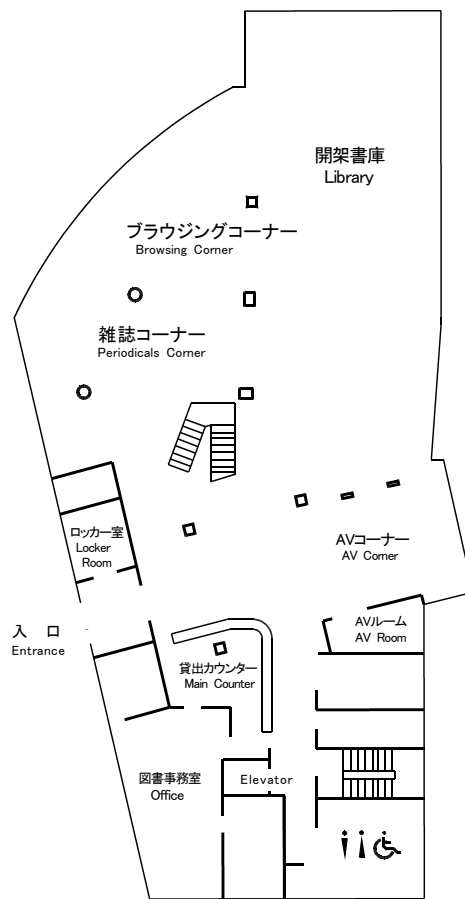 開架書庫
Library
ブラウジングコーナー
Browsing Corner
雑誌コーナー
Periodicals Corner
ロッカー室
Locker
Room
AVコーナー
AV Corner
入 口
Entrance
AVルーム
AV Room
貸出カウンター
Main Counter
図書事務室
Office
Elevator